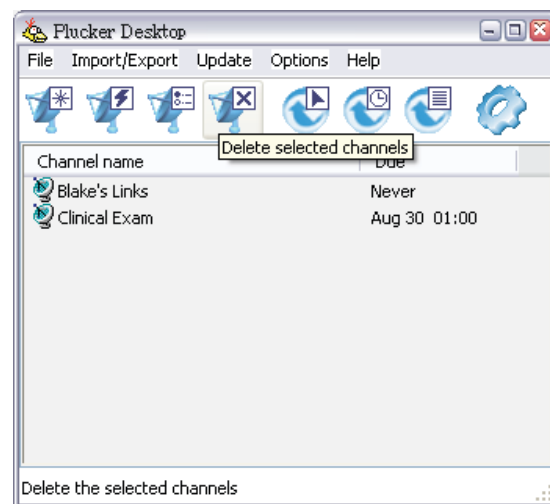 Plucker Desktop
File Import/Export Update Options Help
Delete selected channels
Channel name Due
Blake's Links Never
Clinical Exam Aug 30 01:00
Delete the selected channels